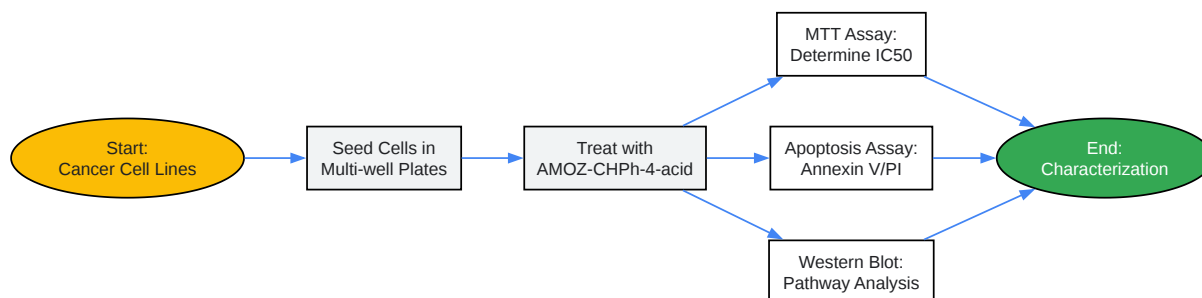 Start:
Cancer Cell Lines
Seed Cells in
Multi-well Plates
Treat with
AMOZ-CHPh-4-acid
MTT Assay:
Determine IC50
Apoptosis Assay:
Annexin V/PI
Western Blot:
Pathway Analysis
End:
Characterization